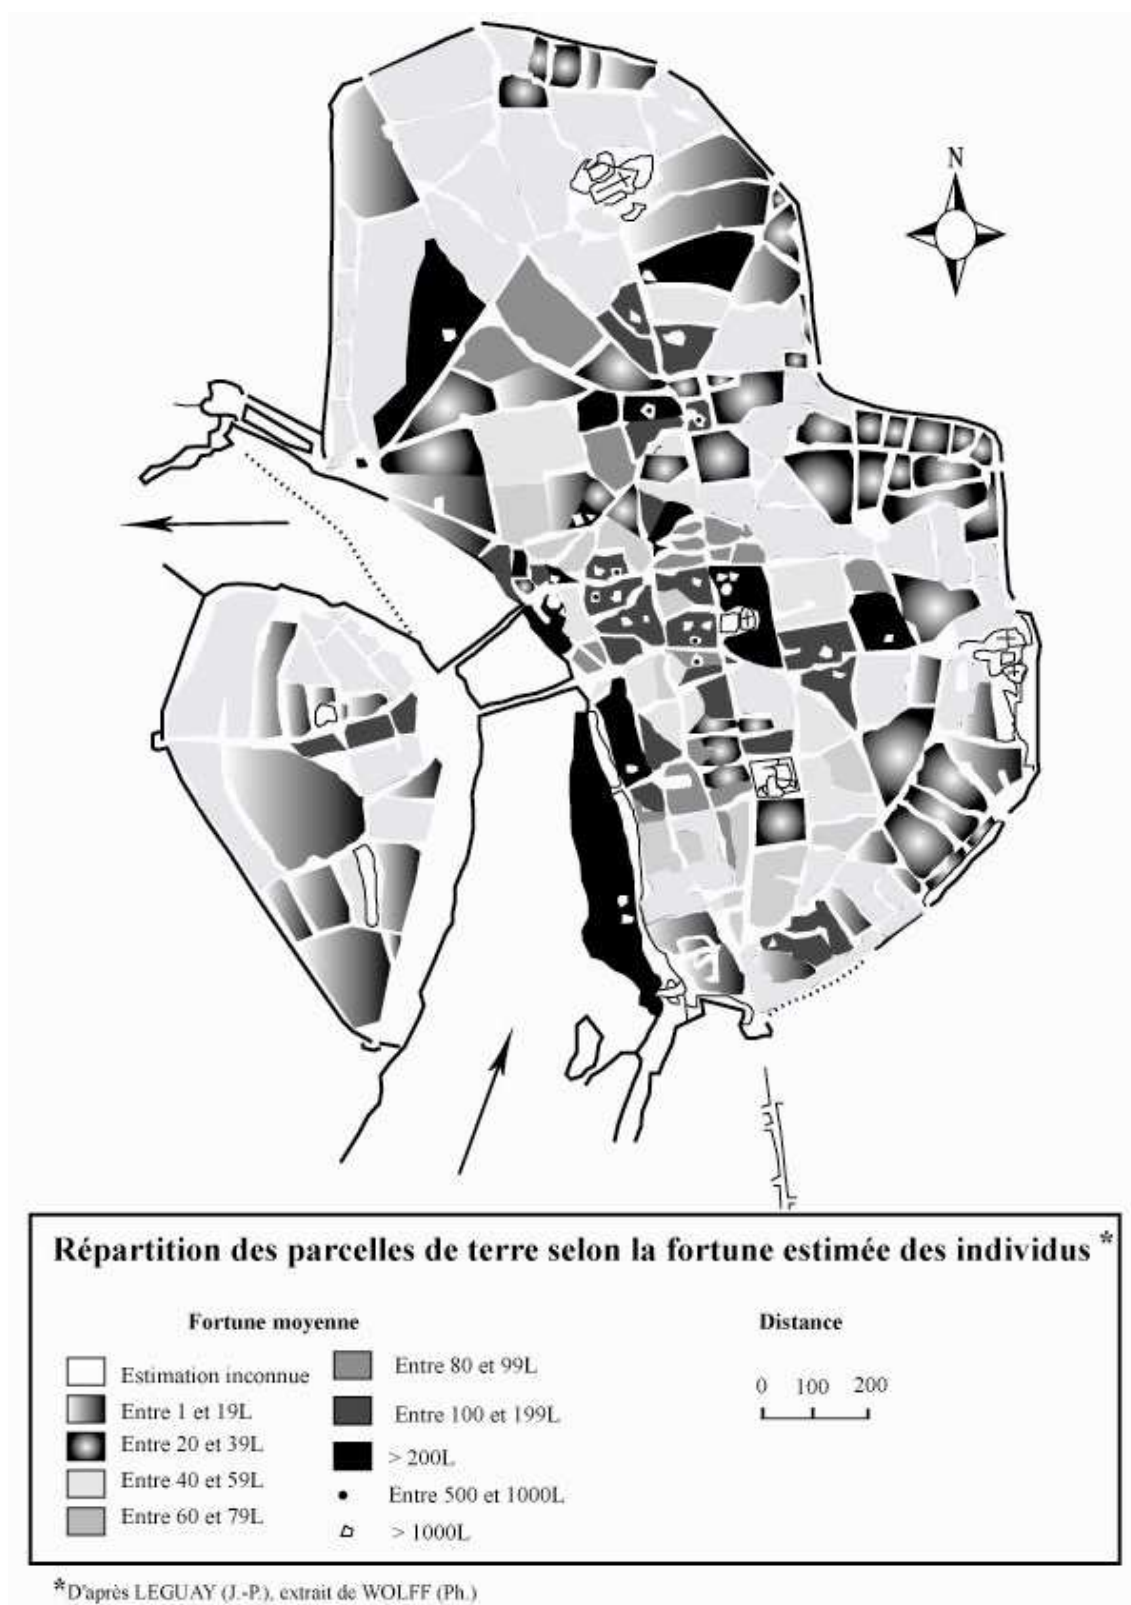 N
Répartition des parcelles de terre selon la fortune estimée des individus *
Fortune moyenne
Estimation inconnue
Entre 1 et 19L
Entre 20 et 39L
Entre 40 et 59L
Entre 60 et 79L
Entre 80 et 99L
Entre 100 et 199L
> 200L
Entre 500 et 1000L
> 1000L
Distance
0 100 200
*D'après LEGUAY (J.-P.), extrait de WOLFF (Ph.)